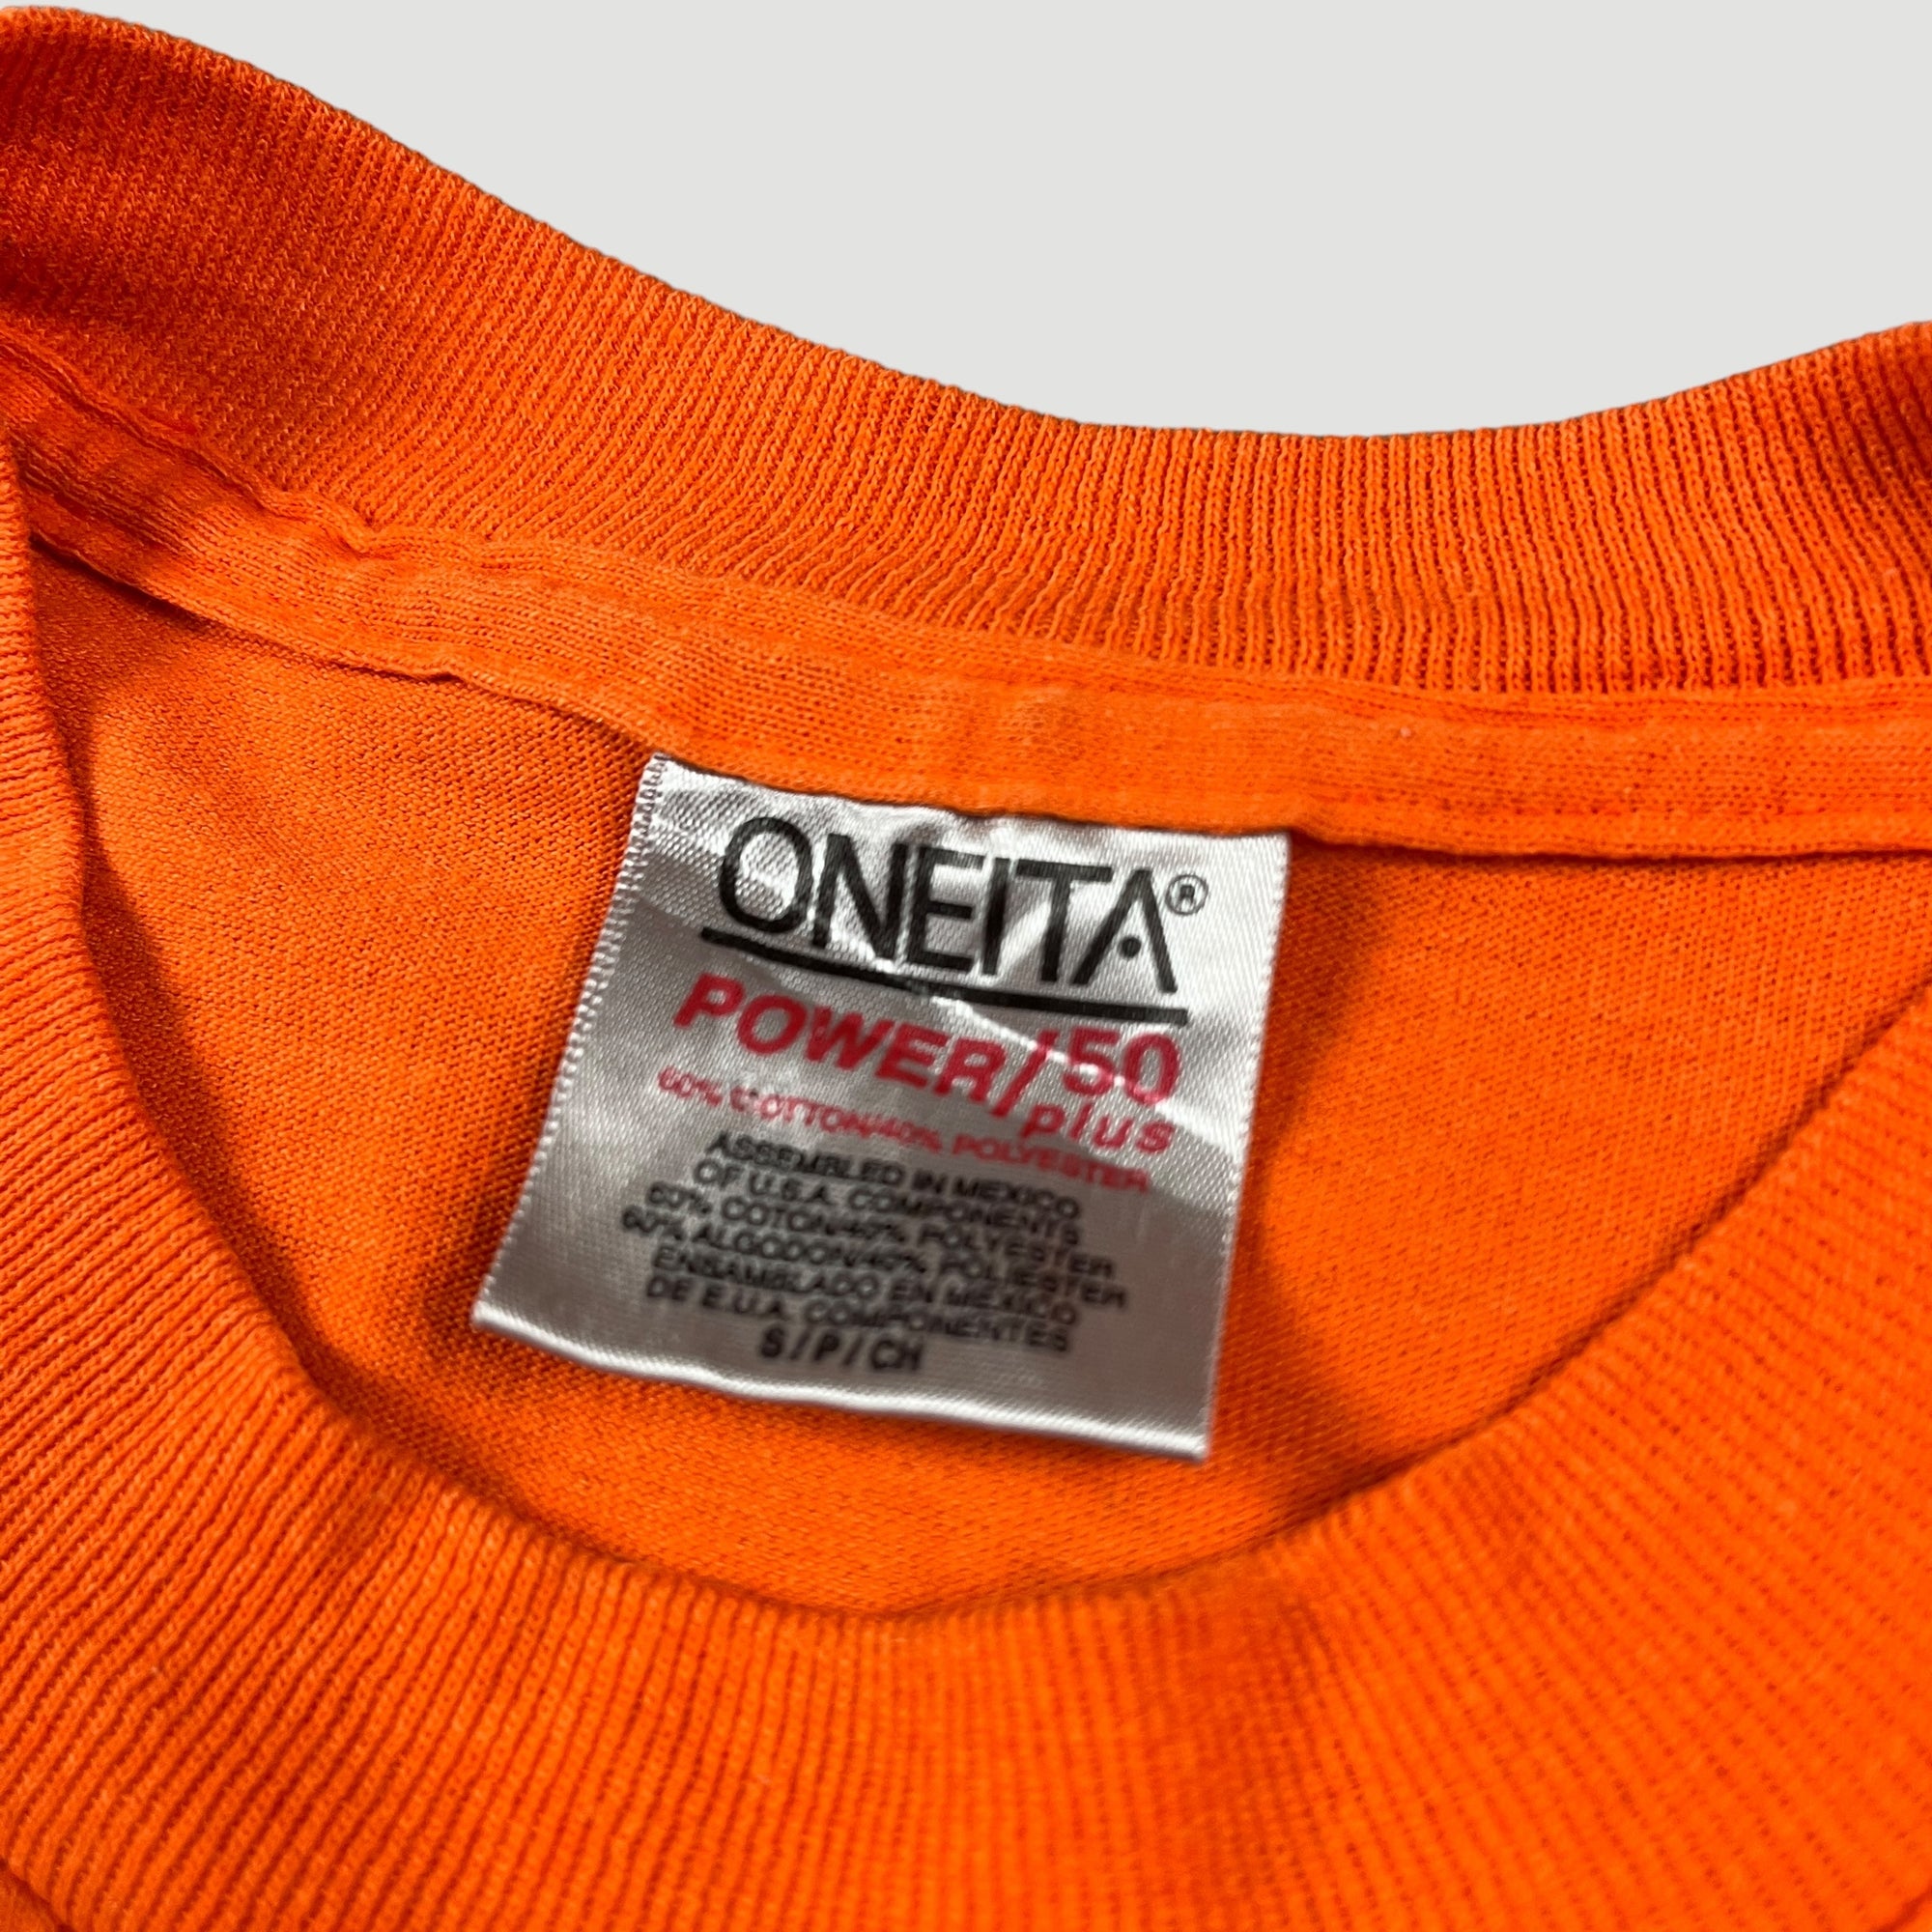 ONEITA®
POWER/50
plus
60% COTTON/40% POLYESTER
ASSEMBLED IN MEXICO
OF U.S.A. COMPONENTS
60% COTON/40% POLYESTER
60% ALGODON/40% POLIESTER
ENSAMBLADO EN MEXICO
DE E.U.A. COMPONENTES
S/P/CH